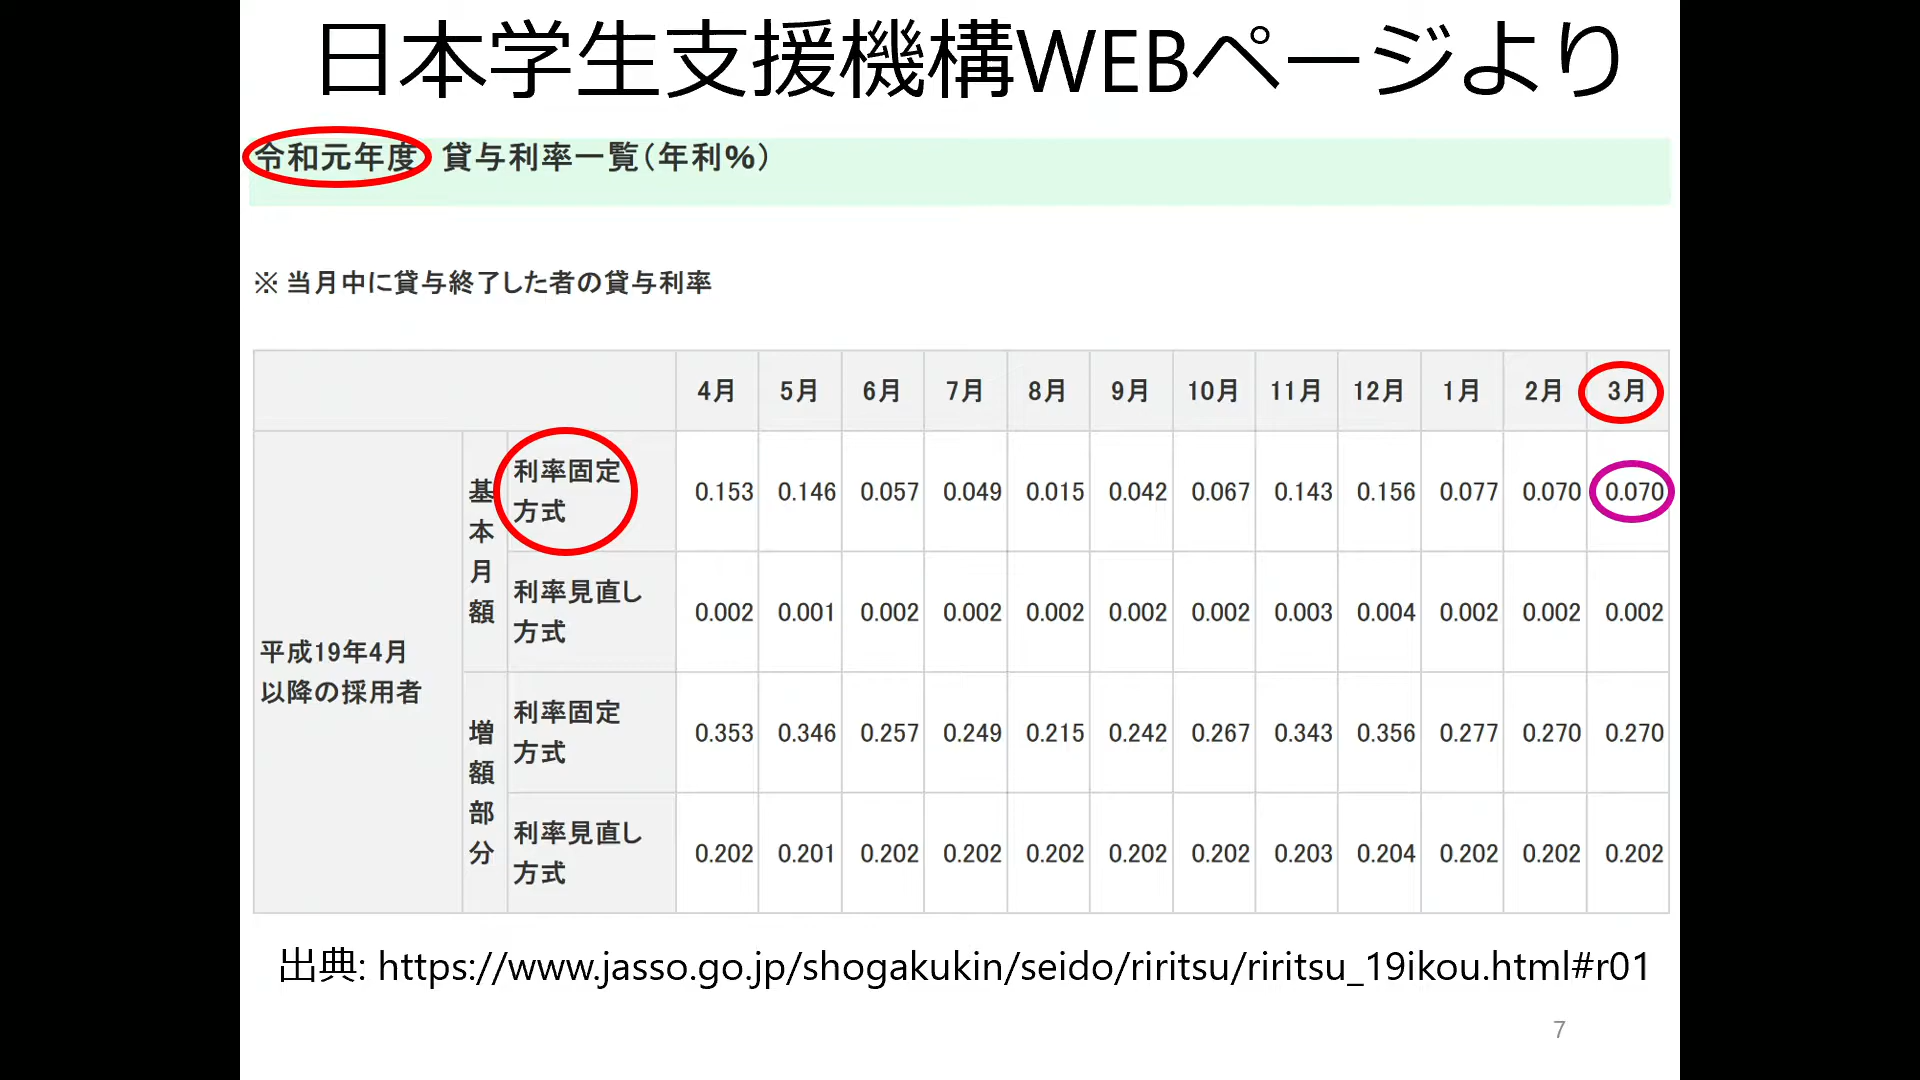 日本学生支援機構WEBページより
令和元年度 貸与利率一覧(年利%)
※ 当月中に貸与終了した者の貸与利率
4月 5月 6月 7月 8月 9月 10月 11月 12月 1月 2月 3月
平成19年4月
以降の採用者
基本月額
利率固定
方式
0.153 0.146 0.057 0.049 0.015 0.042 0.067 0.143 0.156 0.077 0.070 0.070
利率見直し
方式
0.002 0.001 0.002 0.002 0.002 0.002 0.002 0.003 0.004 0.002 0.002 0.002
増額部分
利率固定
方式
0.353 0.346 0.257 0.249 0.215 0.242 0.267 0.343 0.356 0.277 0.270 0.270
利率見直し
方式
0.202 0.201 0.202 0.202 0.202 0.202 0.202 0.203 0.204 0.202 0.202 0.202
出典: https://www.jasso.go.jp/shogakukin/seido/riritsu/riritsu_19ikou.html#r01
7